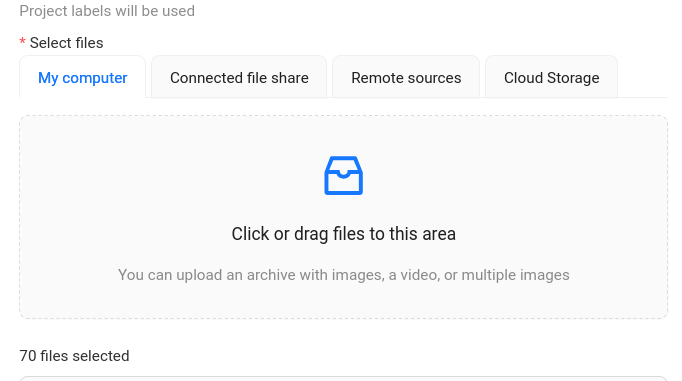 Project labels will be used
* Select files
My computer Connected file share Remote sources Cloud Storage
Click or drag files to this area
You can upload an archive with images, a video, or multiple images
70 files selected